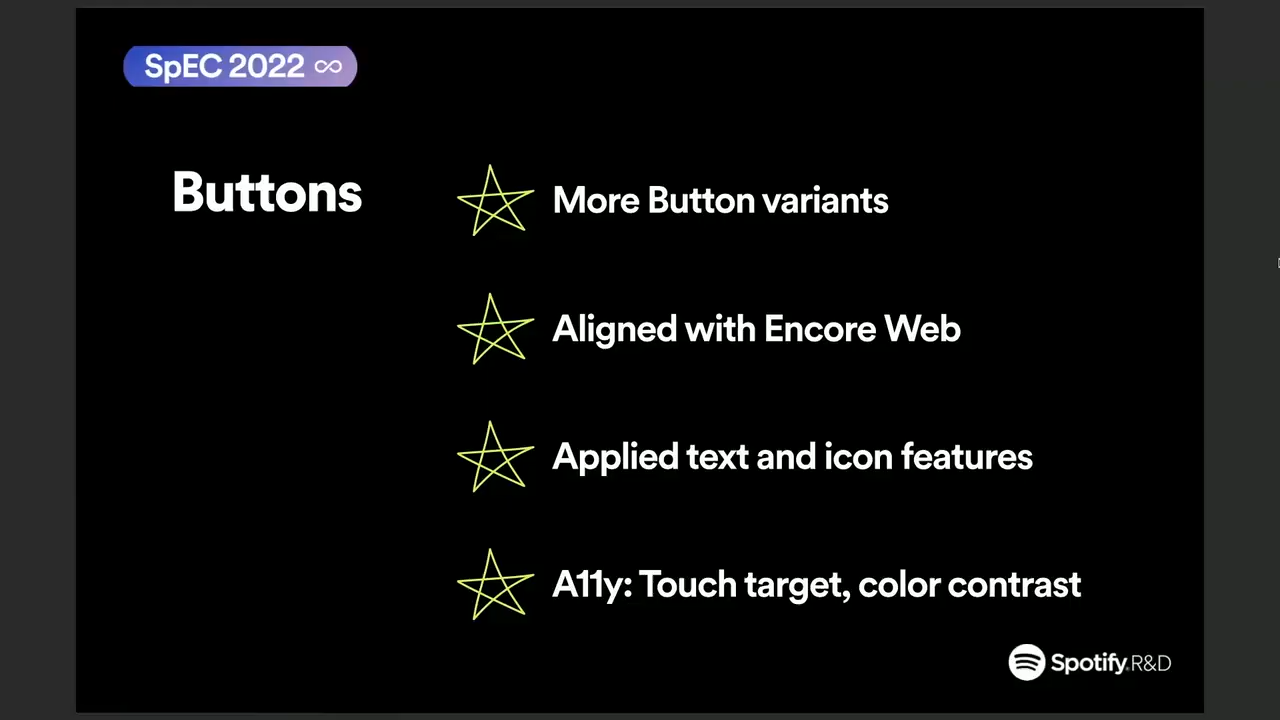 SpEC 2022 ∞
Buttons
More Button variants
Aligned with Encore Web
Applied text and icon features
A11y: Touch target, color contrast
Spotify R&D